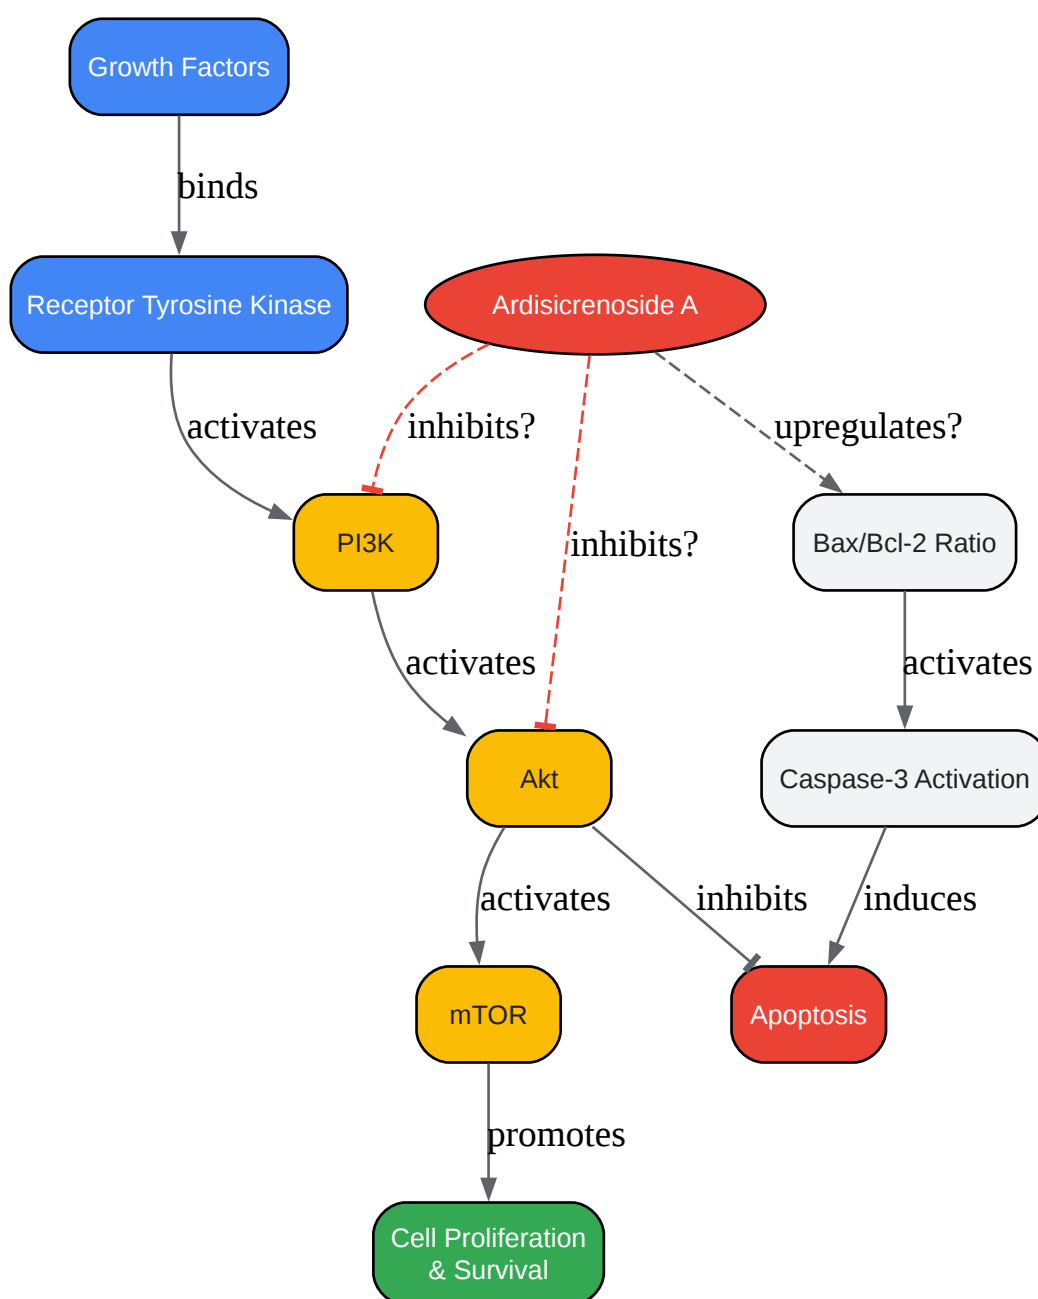 Growth Factors
binds
Receptor Tyrosine Kinase
Ardisicrenoside A
activates
inhibits?
upregulates?
PI3K
inhibits?
Bax/Bcl-2 Ratio
activates
activates
Akt
Caspase-3 Activation
activates
inhibits
induces
mTOR
Apoptosis
promotes
Cell Proliferation
& Survival